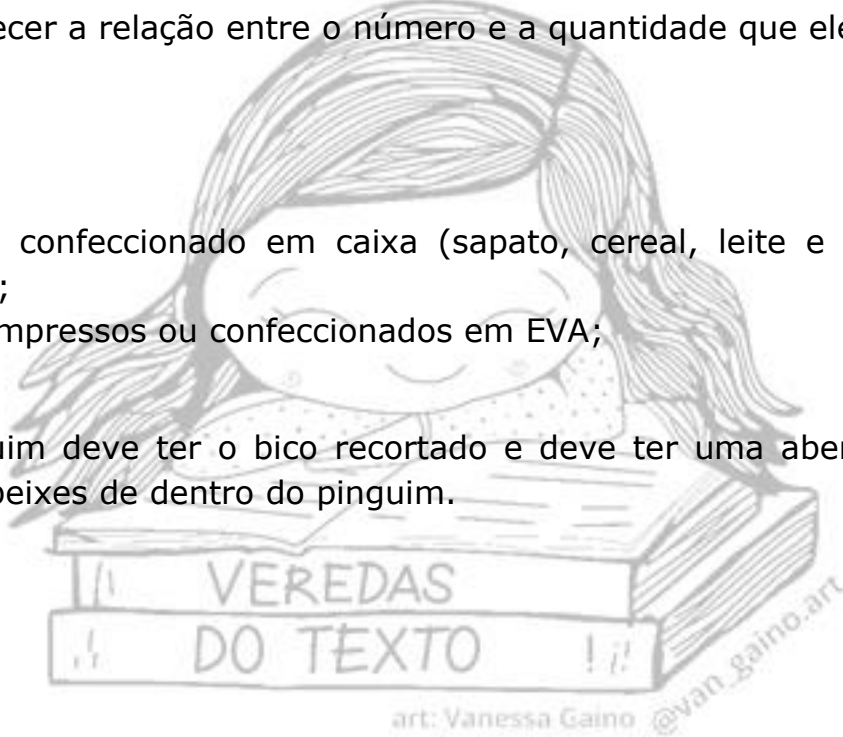 ecer a relação entre o número e a quantidade que ele
confeccionado em caixa (sapato, cereal, leite e
;
mpressos ou confeccionados em EVA;
uim deve ter o bico recortado e deve ter uma aber
peixes de dentro do pinguim.
VEREDAS
DO TEXTO
art: Vanessa Gaino @van_gaino.art